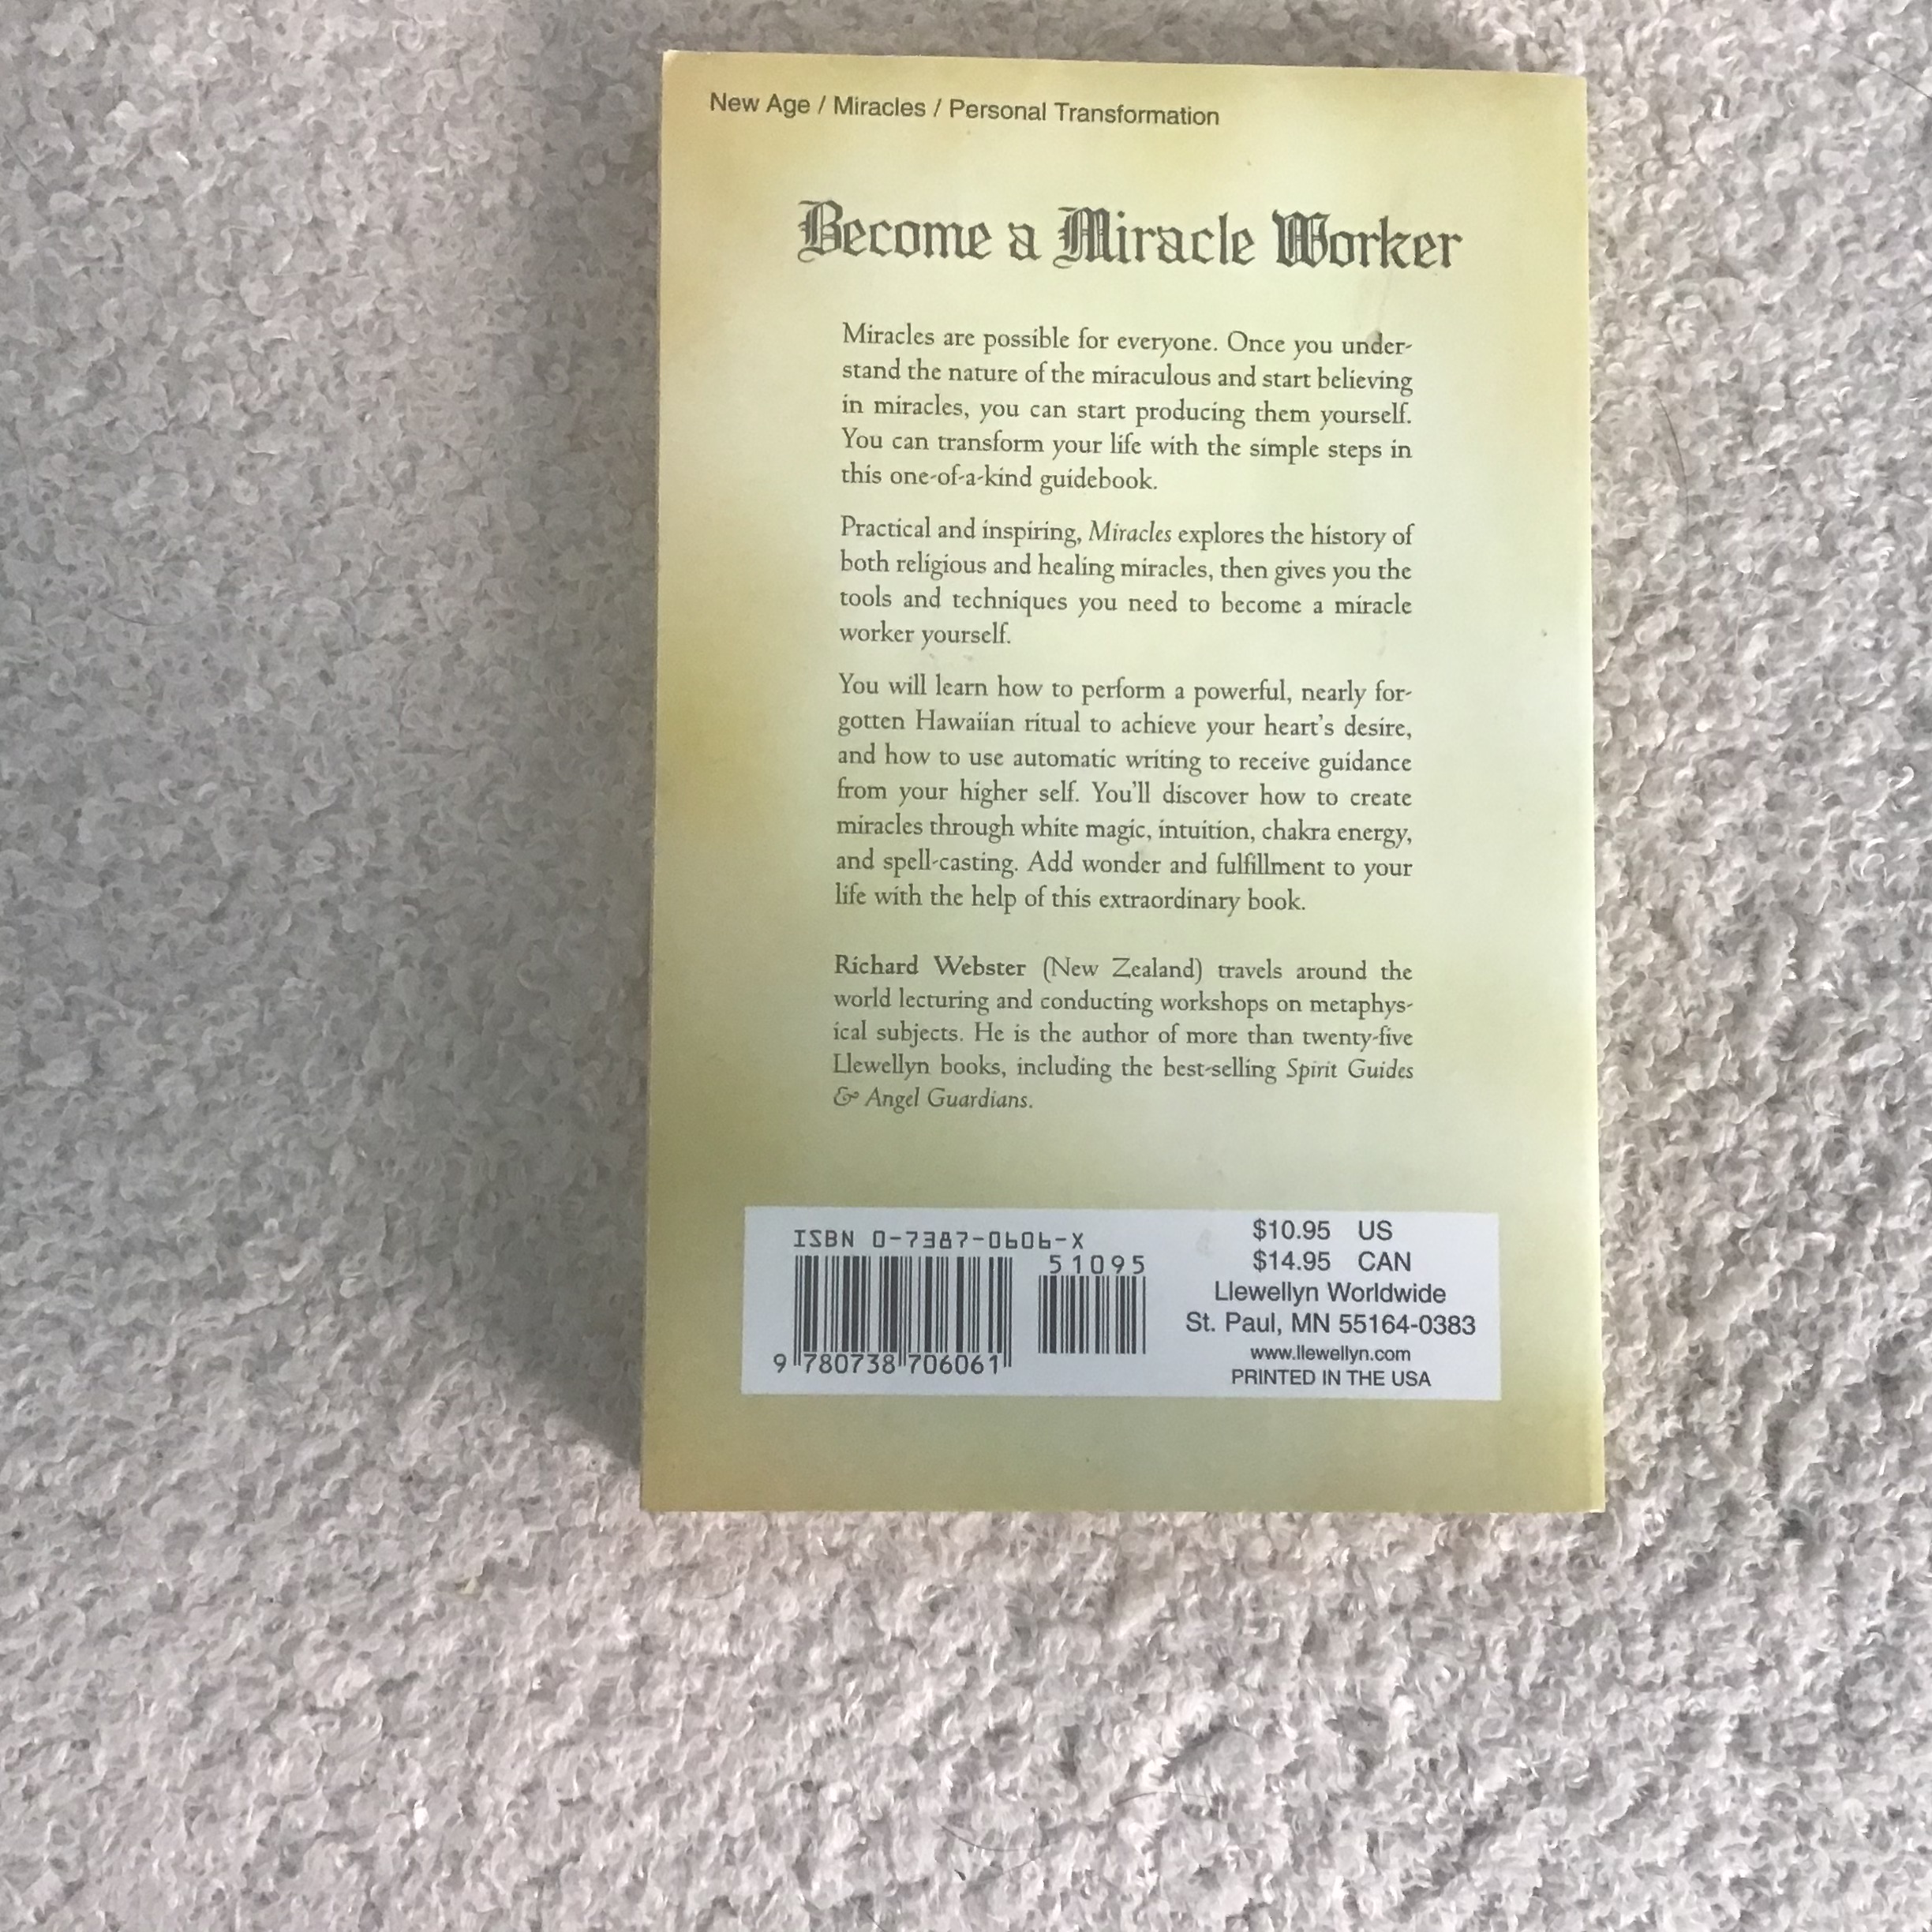 New Age / Miracles / Personal Transformation
Become a Miracle Worker
Miracles are possible for everyone. Once you under-
stand the nature of the miraculous and start believing
in miracles, you can start producing them yourself.
You can transform your life with the simple steps in
this one-of-a-kind guidebook.
Practical and inspiring, Miracles explores the history of
both religious and healing miracles, then gives you the
tools and techniques you need to become a miracle
worker yourself.
You will learn how to perform a powerful, nearly for-
gotten Hawaiian ritual to achieve your heart's desire,
and how to use automatic writing to receive guidance
from your higher self. You'll discover how to create
miracles through white magic, intuition, chakra energy,
and spell-casting. Add wonder and fulfillment to your
life with the help of this extraordinary book.
Richard Webster (New Zealand) travels around the
world lecturing and conducting workshops on metaphys-
ical subjects. He is the author of more than twenty-five
Llewellyn books, including the best-selling Spirit Guides
& Angel Guardians.
ISBN 0-7387-0606-X
51095
9 780738 706061
$10.95 US
$14.95 CAN
Llewellyn Worldwide
St. Paul, MN 55164-0383
www.llewellyn.com
PRINTED IN THE USA